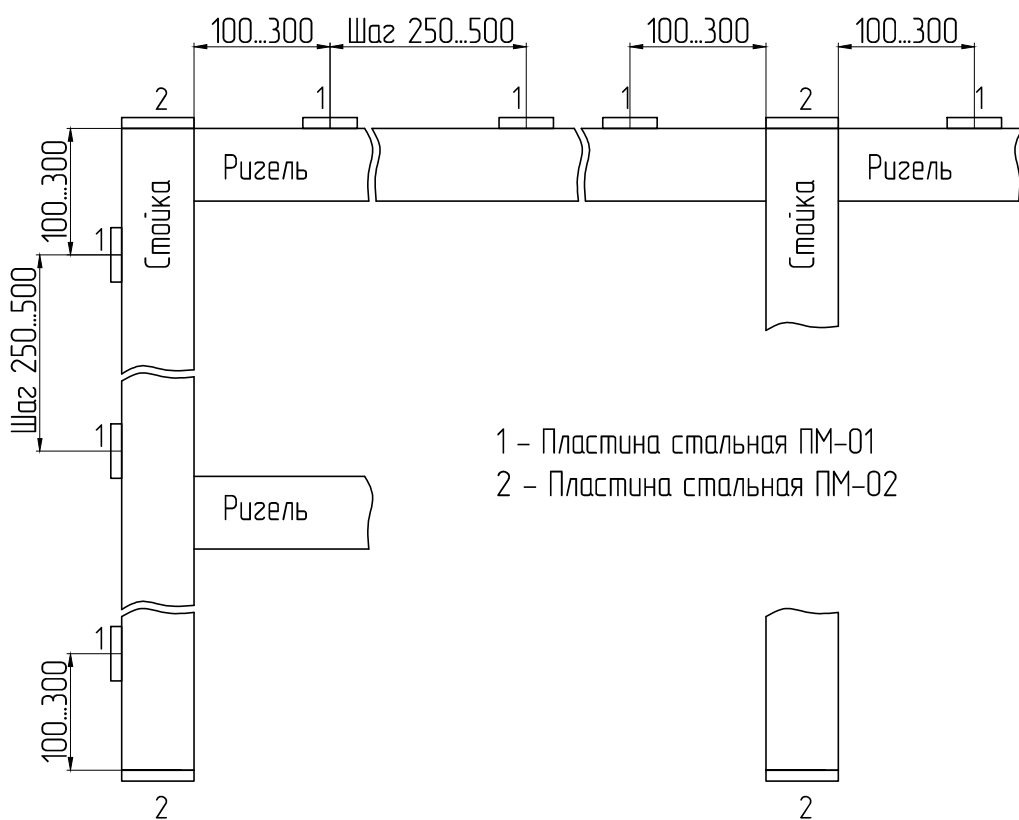 100...300 Шаг 250...500 100...300 100...300
2 1 1 1 2 1
100...300
Стойка
Ригель
Стойка
Ригель
1
Шаг 250...500
1
1 – Пластина стальная ПМ-01
2 – Пластина стальная ПМ-02
Ригель
1
100...300
2 2